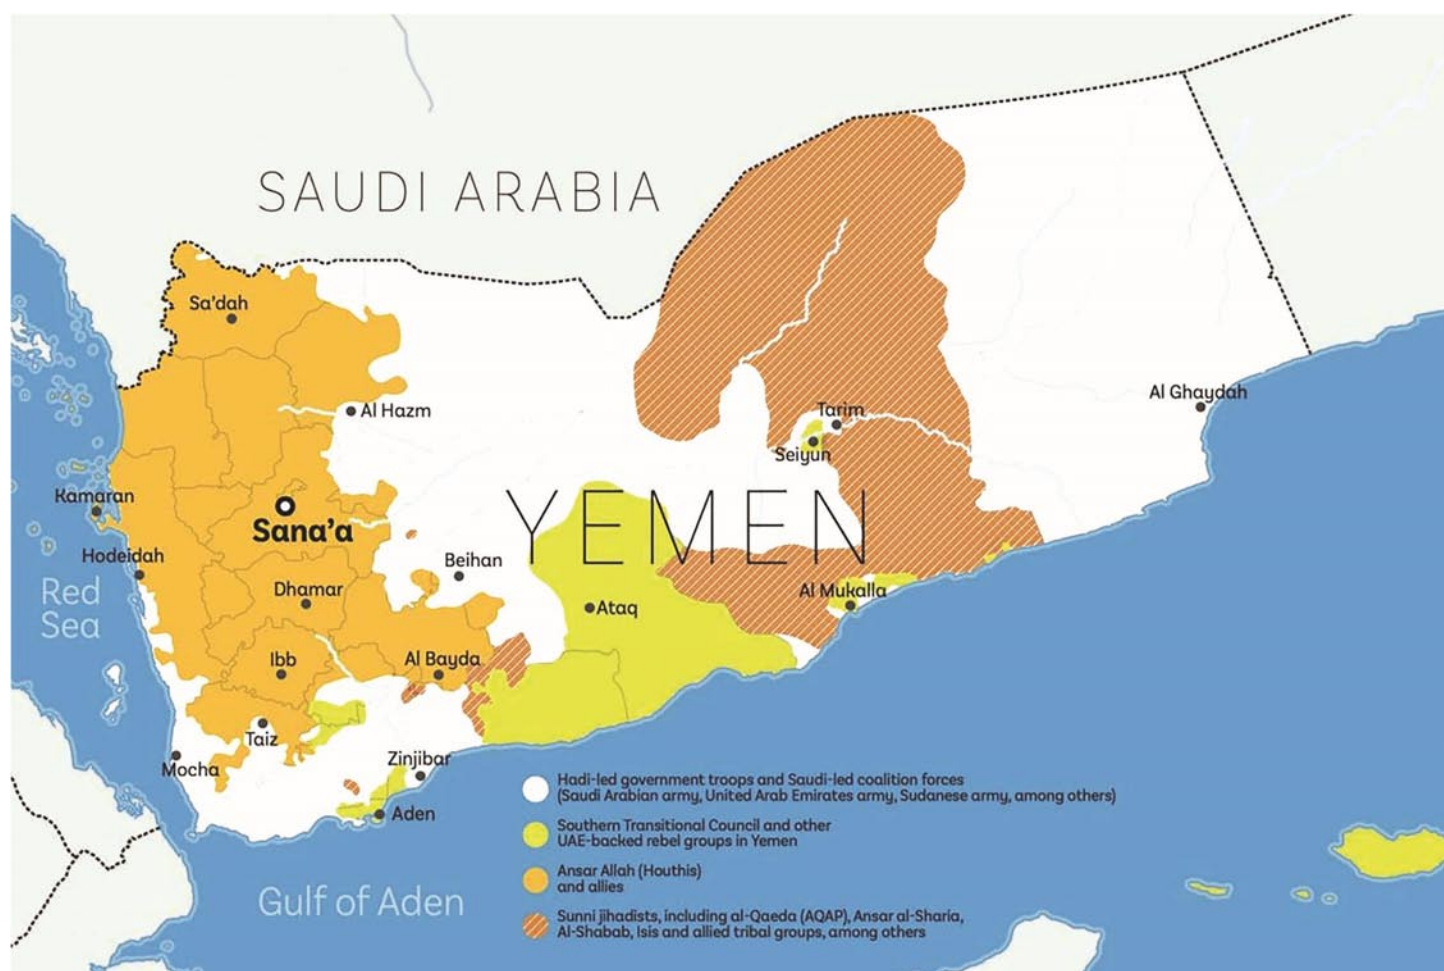 SAUDI ARABIA
Sa'dah
Al Hazm
Al Ghaydah
Tarim
Seiyun
Kamaran
Sana'a
YEMEN
Hodeidah
Beihan
Red
Sea
Dhamar
Al Mukalla
Ataq
Ibb
Al Bayda
Taiz
Mocha
Zinjibar
Aden
Hadi-led government troops and Saudi-led coalition forces
(Saudi Arabian army, United Arab Emirates army, Sudanese army, among others)
Southern Transitional Council and other
UAE-backed rebel groups in Yemen
Ansar Allah (Houthis)
and allies
Gulf of Aden
Sunni jihadists, including al-Qaeda (AQAP), Ansar al-Sharia,
Al-Shabab, Isis and allied tribal groups, among others